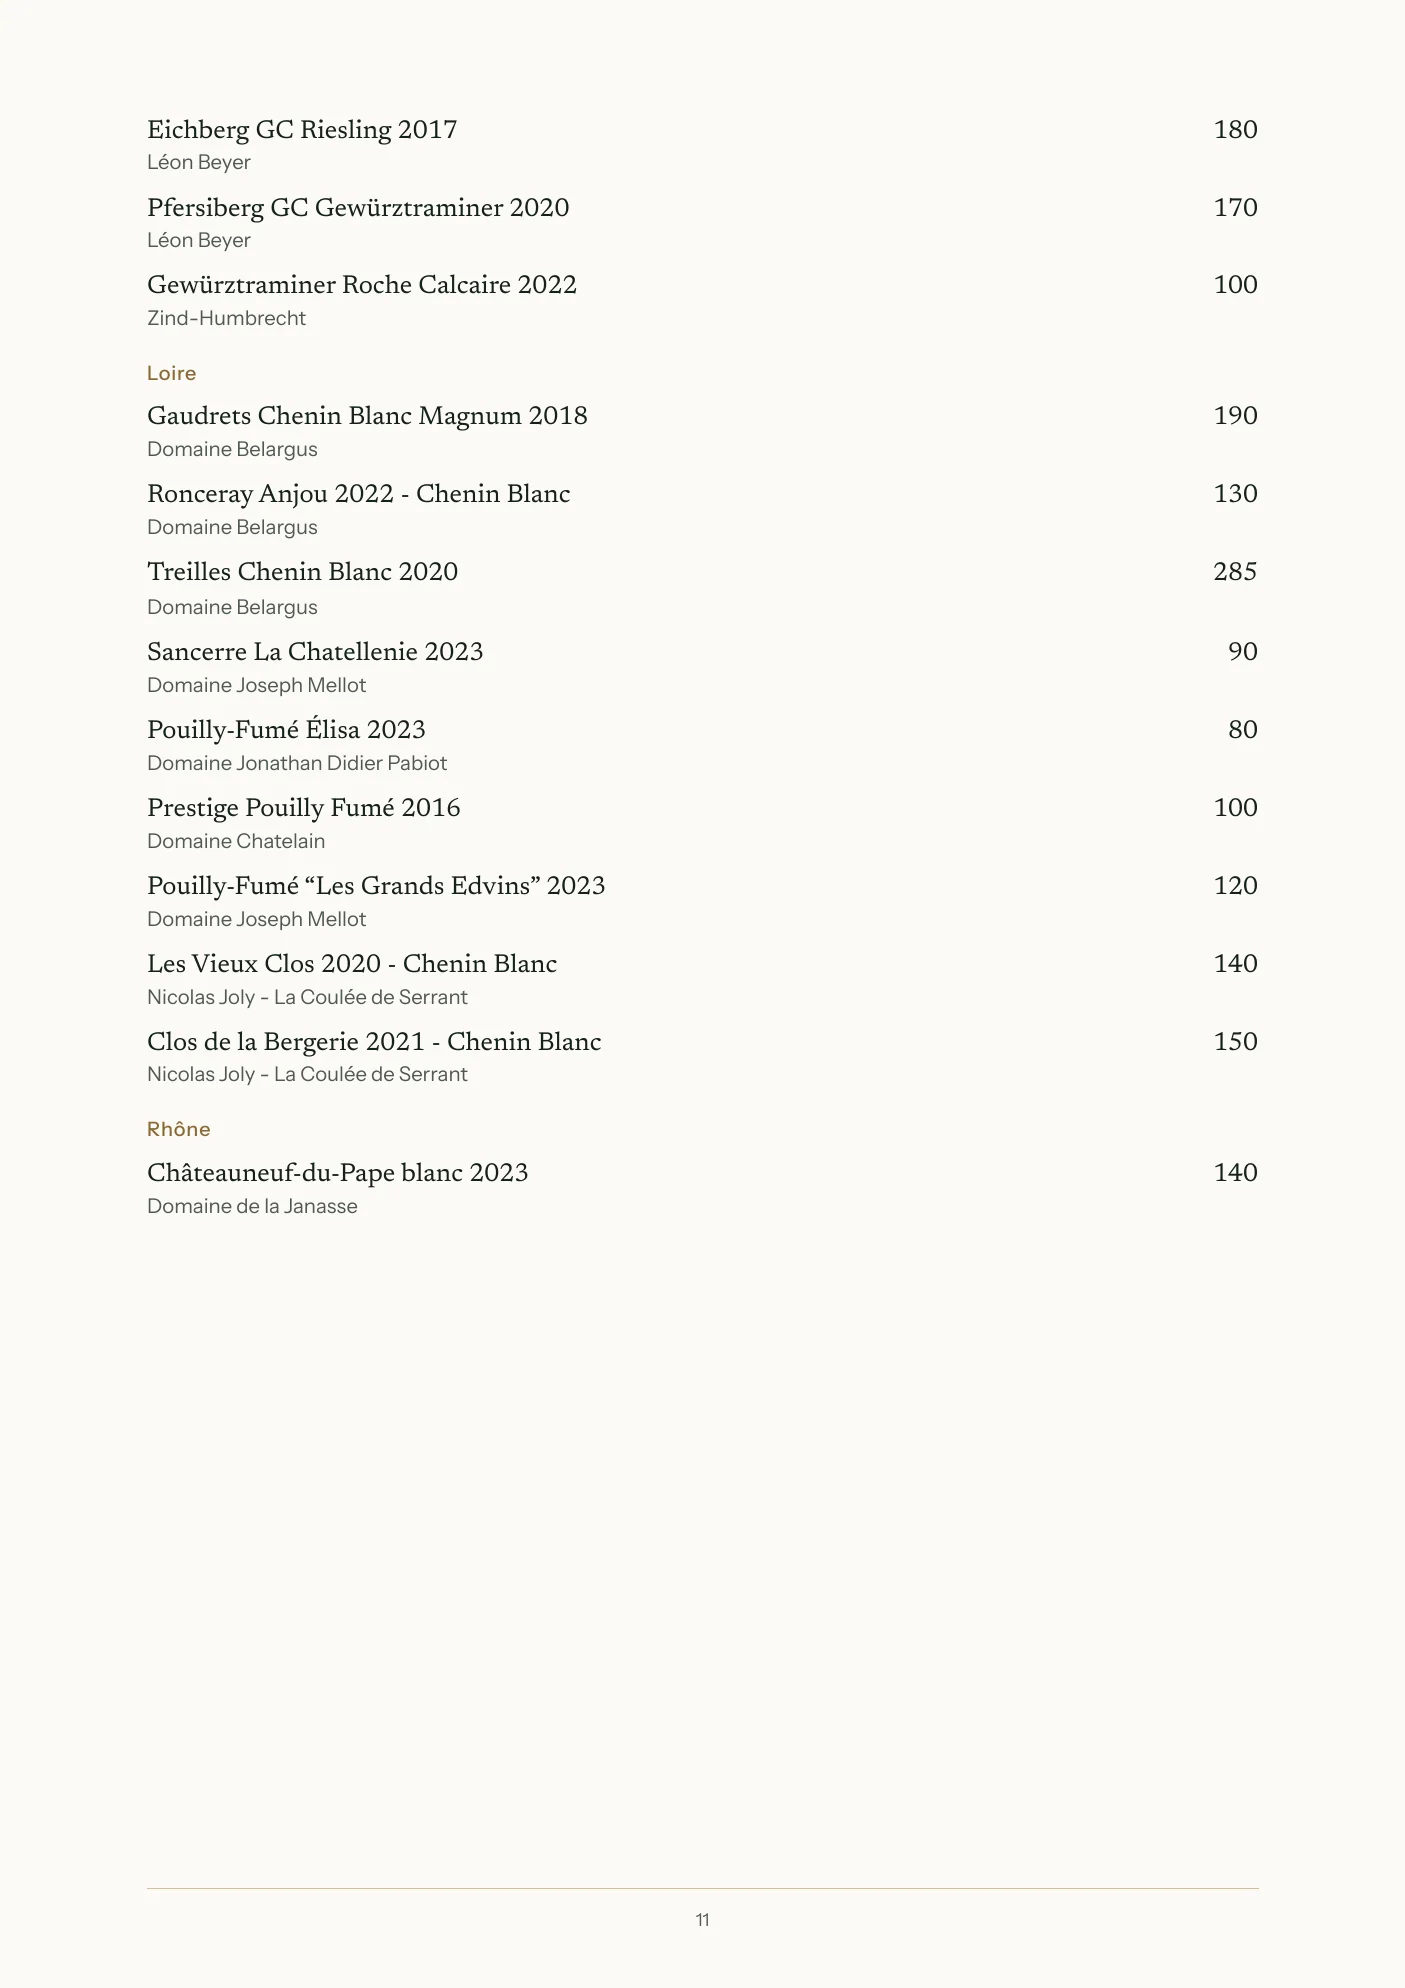 Eichberg GC Riesling 2017 180
Léon Beyer
Pfersiberg GC Gewürztraminer 2020 170
Léon Beyer
Gewürztraminer Roche Calcaire 2022 100
Zind-Humbrecht
Loire
Gaudrets Chenin Blanc Magnum 2018 190
Domaine Belargus
Ronceray Anjou 2022 - Chenin Blanc 130
Domaine Belargus
Treilles Chenin Blanc 2020 285
Domaine Belargus
Sancerre La Chatellenie 2023 90
Domaine Joseph Mellot
Pouilly-Fumé Élisa 2023 80
Domaine Jonathan Didier Pabiot
Prestige Pouilly Fumé 2016 100
Domaine Chatelain
Pouilly-Fumé “Les Grands Edvins” 2023 120
Domaine Joseph Mellot
Les Vieux Clos 2020 - Chenin Blanc 140
Nicolas Joly - La Coulée de Serrant
Clos de la Bergerie 2021 - Chenin Blanc 150
Nicolas Joly - La Coulée de Serrant
Rhône
Châteauneuf-du-Pape blanc 2023 140
Domaine de la Janasse
11